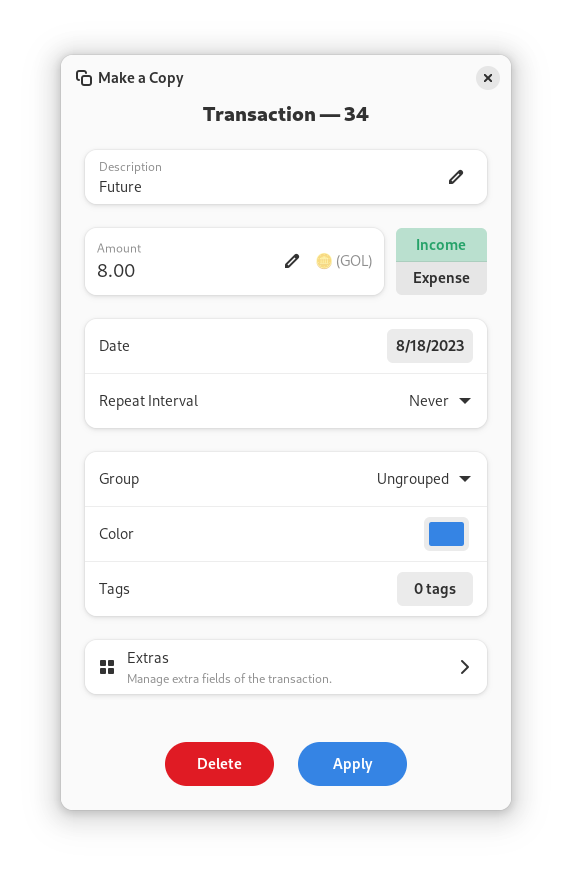 Make a Copy
Transaction — 34
Description
Future
Amount
8.00
🪙 (GOL)
Income
Expense
Date
8/18/2023
Repeat Interval
Never
Group
Ungrouped
Color
Tags
0 tags
Extras
Manage extra fields of the transaction.
Delete
Apply